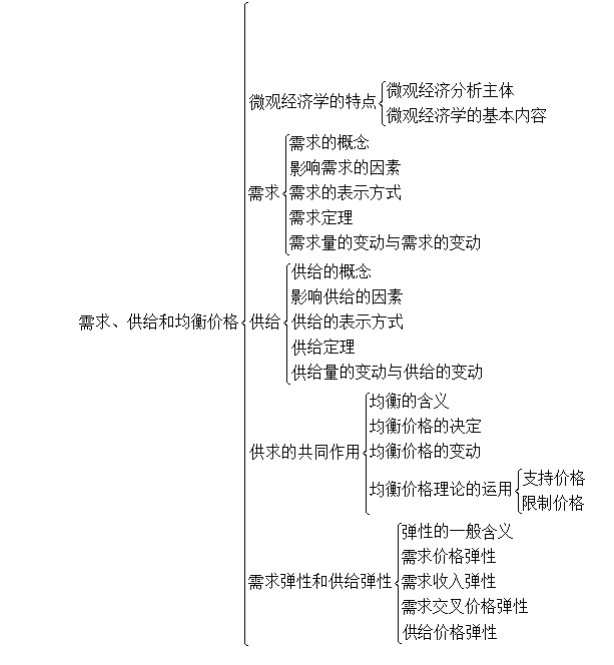 微观经济学的特点
微观经济分析主体
微观经济学的基本内容
需求
需求的概念
影响需求的因素
需求的表示方式
需求定理
需求量的变动与需求的变动
需求、供给和均衡价格
供给
供给的概念
影响供给的因素
供给的表示方式
供给定理
供给量的变动与供给的变动
供求的共同作用
均衡的含义
均衡价格的决定
均衡价格的变动
均衡价格理论的运用
支持价格
限制价格
需求弹性和供给弹性
弹性的一般含义
需求价格弹性
需求收入弹性
需求交叉价格弹性
供给价格弹性